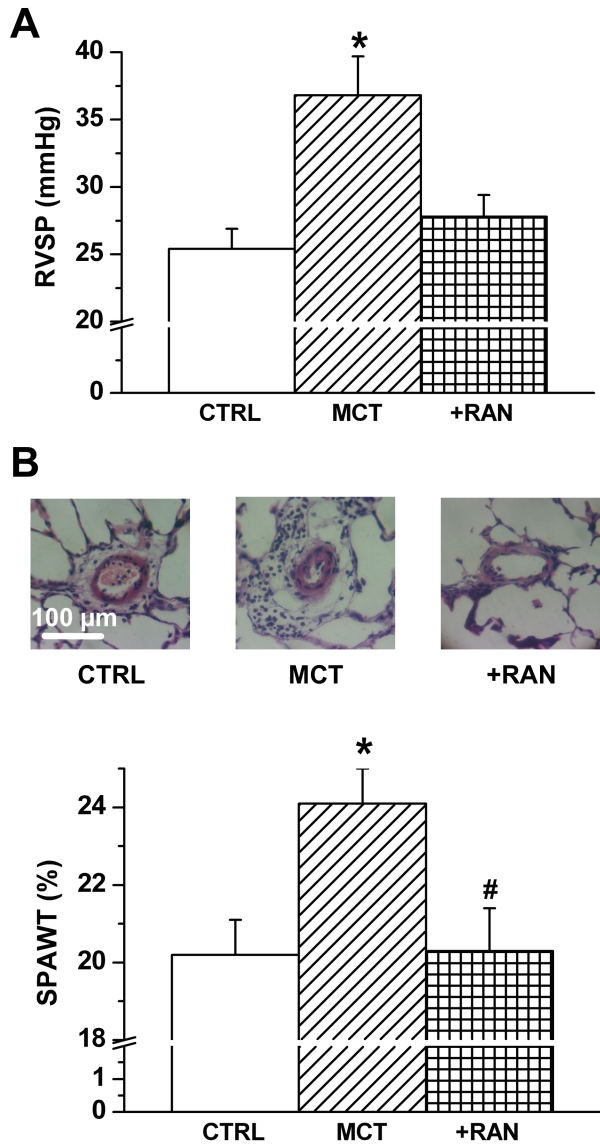 A
RVSP (mmHg)
40
35
30
25
20
0
*
CTRL MCT +RAN
B
100 µm
CTRL MCT +RAN
SPAWT (%)
24
22
20
18
1
0
*
#
CTRL MCT +RAN